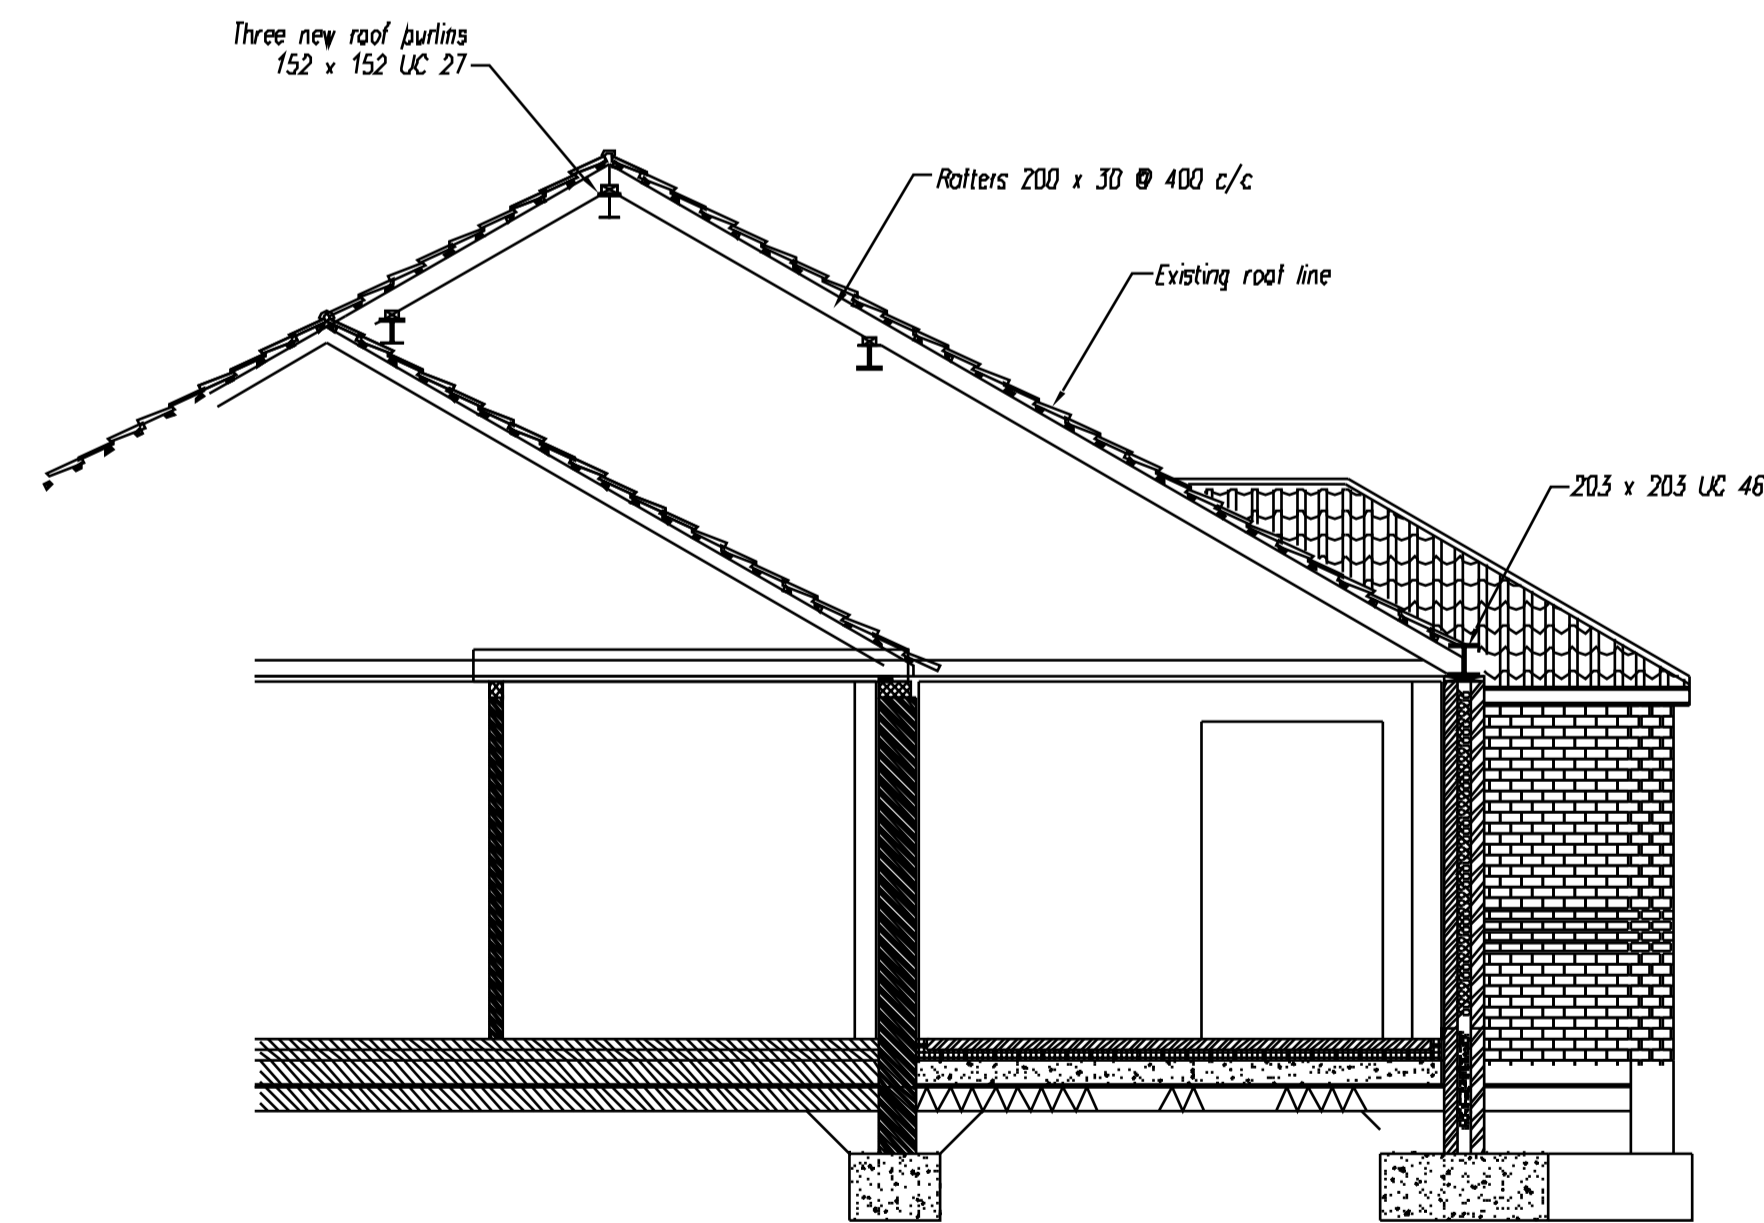 Three new roof purlins
152 x 152 UC 27
Rafters 200 x 30 @ 400 c/c
Existing roof line
203 x 203 UC 46